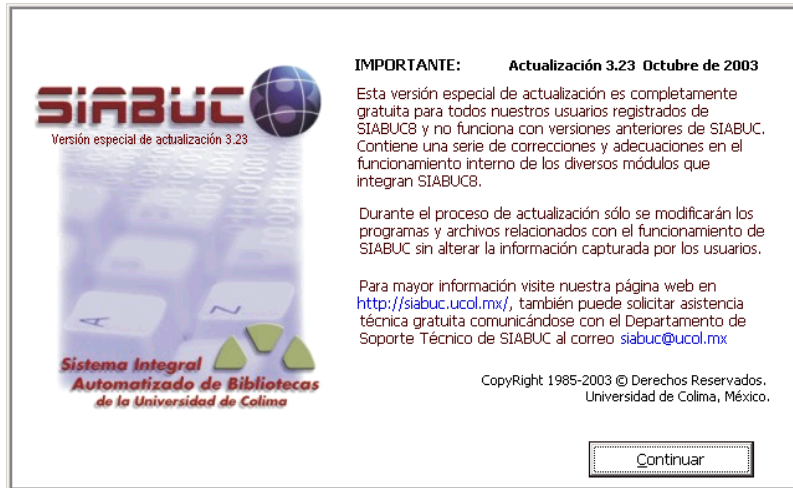 SIABUC
Versión especial de actualización 3.23
A
Z
Sistema Integral
Automatizado de Bibliotecas
de la Universidad de Colima
IMPORTANTE: Actualización 3.23 Octubre de 2003
Esta versión especial de actualización es completamente
gratuita para todos nuestros usuarios registrados de
SIABUC8 y no funciona con versiones anteriores de SIABUC.
Contiene una serie de correcciones y adecuaciones en el
funcionamiento interno de los diversos módulos que
integran SIABUC8.
Durante el proceso de actualización sólo se modificarán los
programas y archivos relacionados con el funcionamiento de
SIABUC sin alterar la información capturada por los usuarios.
Para mayor información visite nuestra página web en
http://siabuc.ucol.mx/, también puede solicitar asistencia
técnica gratuita comunicándose con el Departamento de
Soporte Técnico de SIABUC al correo siabuc@ucol.mx
CopyRight 1985-2003 © Derechos Reservados.
Universidad de Colima, México.
Continuar